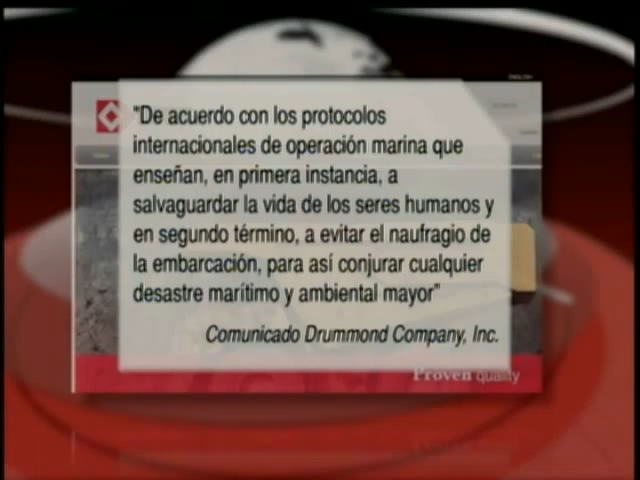 ENGLISH
"De acuerdo con los protocolos
internacionales de operación marina que
enseñan, en primera instancia, a
salvaguardar la vida de los seres humanos y
en segundo término, a evitar el naufragio de
la embarcación, para así conjurar cualquier
desastre marítimo y ambiental mayor"
Comunicado Drummond Company, Inc.
Proven quality